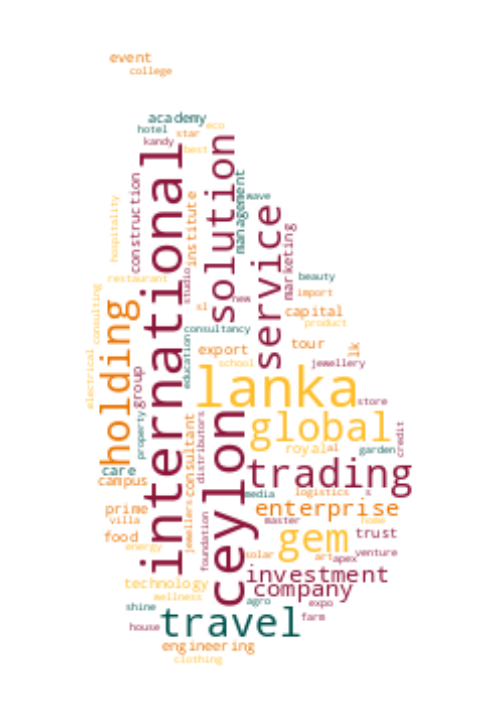 event
college
academy
hotel
star
eco
kandy
best
international
solution
construction
hospitality
institute
management
wave
service
marketing
restaurant
studio
beauty
sl
new
import
capital
product
holding
consulting
electrical
consultancy
education
export
tour
lk
school
jewellery
group
lanka
store
property
global
ceylon
consultant
distributors
credit
royal
al
garden
care
campus
trading
jewellers
media
logistics
s
prime
villa
enterprise
foundation
master
home
food
energy
gem
trust
solar
art
apex
venture
technology
investment
company
wellness
shine
agro
expo
travel
farm
house
engineering
clothing